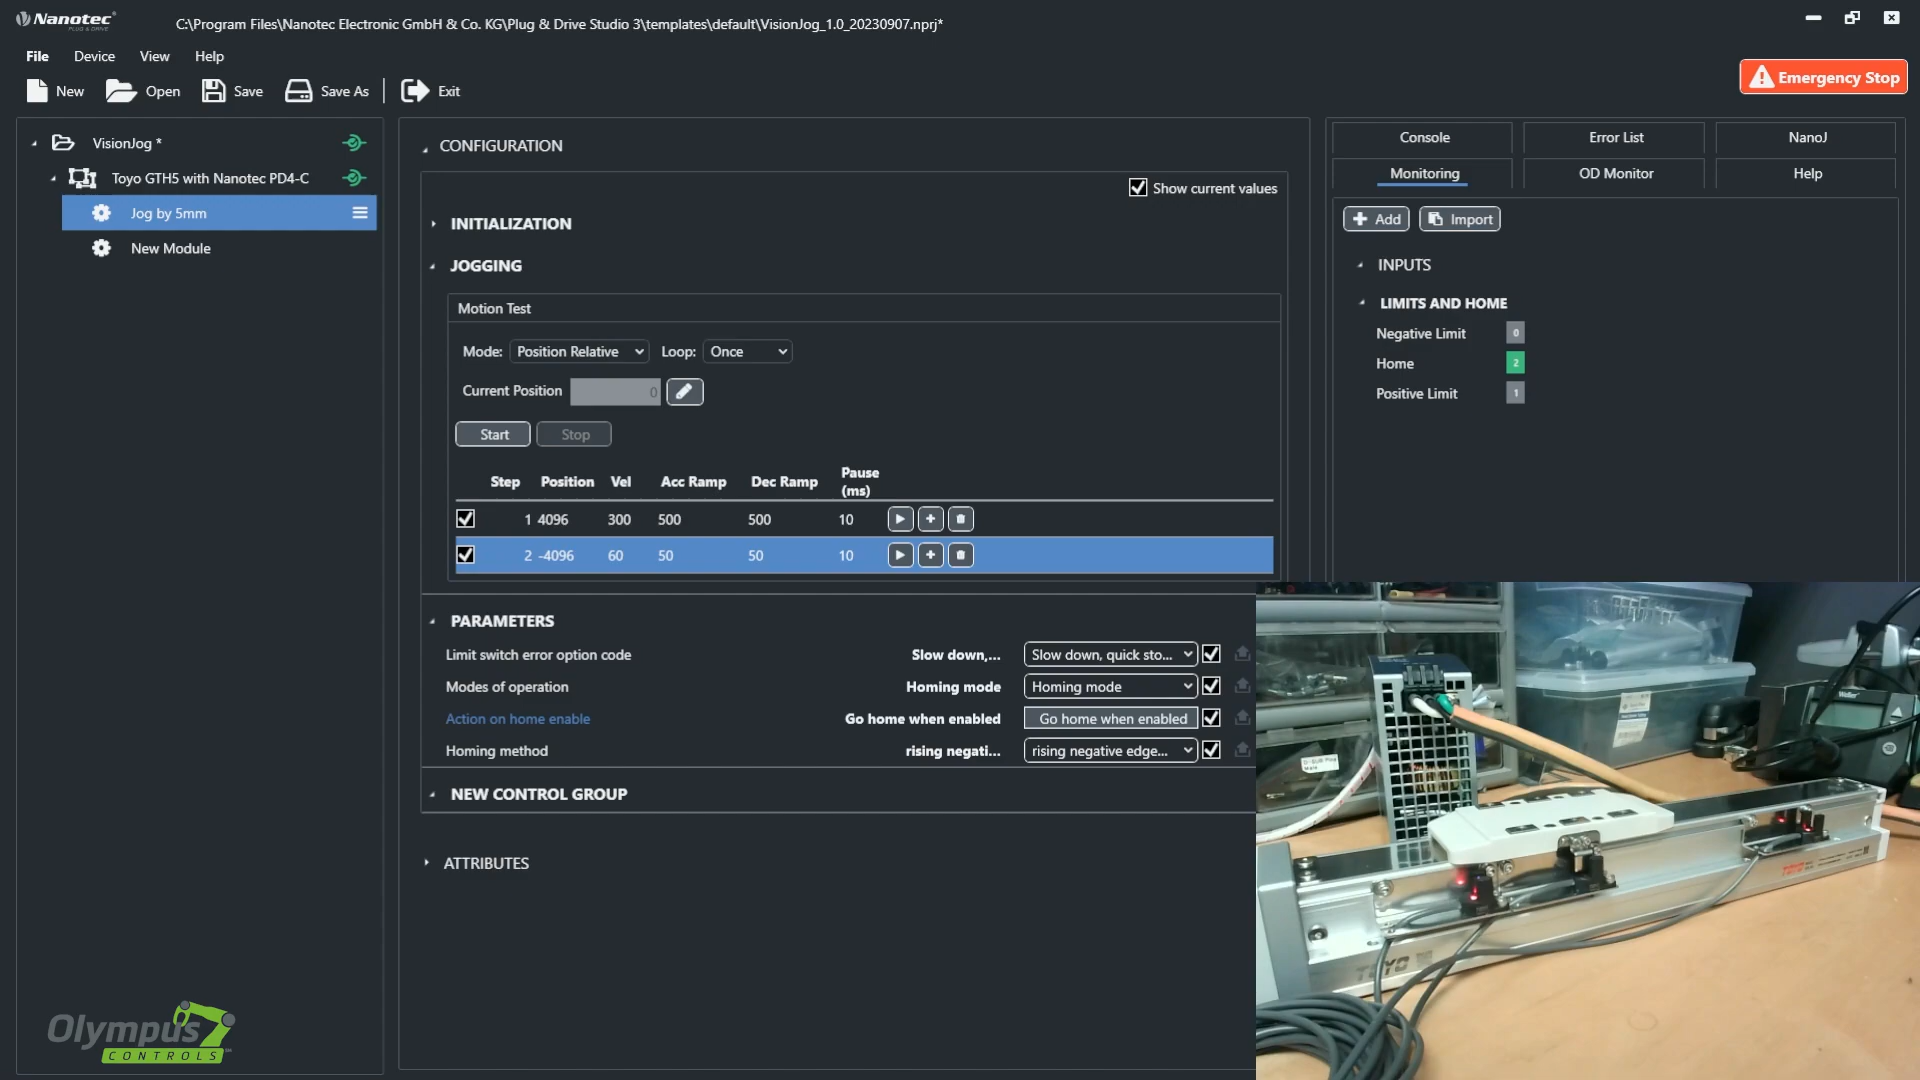 Nanotec
PLUG & DRIVE
C:\Program Files\Nanotec Electronic GmbH & Co. KG\Plug & Drive Studio 3\templates\default\VisionJog_1.0_20230907.nprj*
File Device View Help
New Open Save Save As Exit
Emergency Stop
VisionJog *
Toyo GTH5 with Nanotec PD4-C
Jog by 5mm
New Module
CONFIGURATION
Show current values
INITIALIZATION
JOGGING
Motion Test
Mode: Position Relative Loop: Once
Current Position 0
Start Stop
Step Position Vel Acc Ramp Dec Ramp Pause (ms)
1 4096 300 500 500 10
2 -4096 60 50 50 10
PARAMETERS
Limit switch error option code Slow down,... Slow down, quick sto...
Modes of operation Homing mode Homing mode
Action on home enable Go home when enabled Go home when enabled
Homing method rising negati... rising negative edge...
NEW CONTROL GROUP
ATTRIBUTES
Console Error List NanoJ
Monitoring OD Monitor Help
Add Import
INPUTS
LIMITS AND HOME
Negative Limit 0
Home 2
Positive Limit 1
D-SUB Plug
Weller
TOYO
TOYO
Olympus
CONTROLS